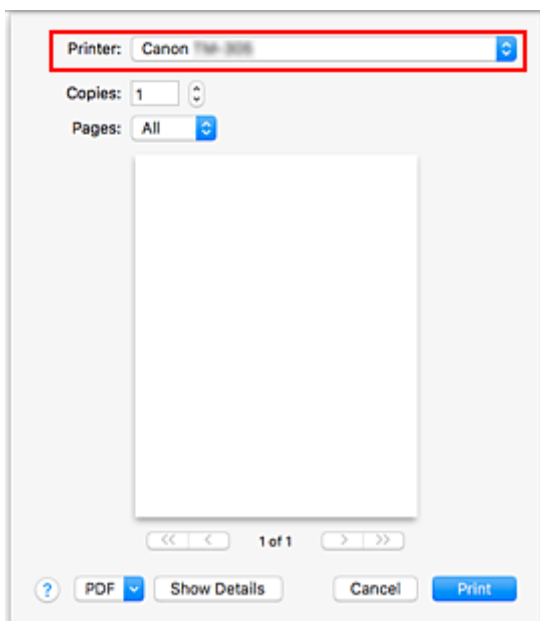 Printer: Canon
Copies: 1
Pages: All
<< < 1 of 1 > >>
? PDF Show Details Cancel Print